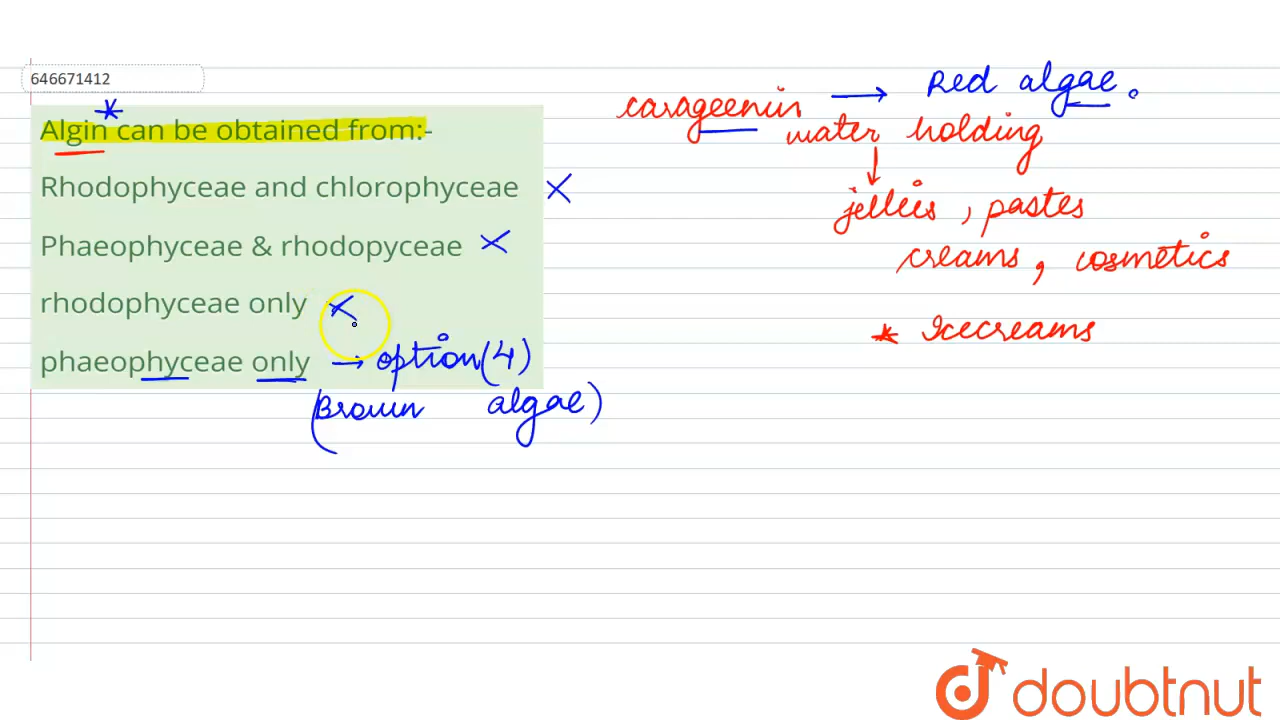 646671412
*
Algin can be obtained from:-
Rhodophyceae and chlorophyceae ×
Phaeophyceae & rhodopyceae ×
rhodophyceae only ×
phaeophyceae only → option (4)
(Brown algae)
carageenin → Red algae.
water holding
↓
jelleis, pastes
creams, cosmetics
* Icecreams
doubtnut